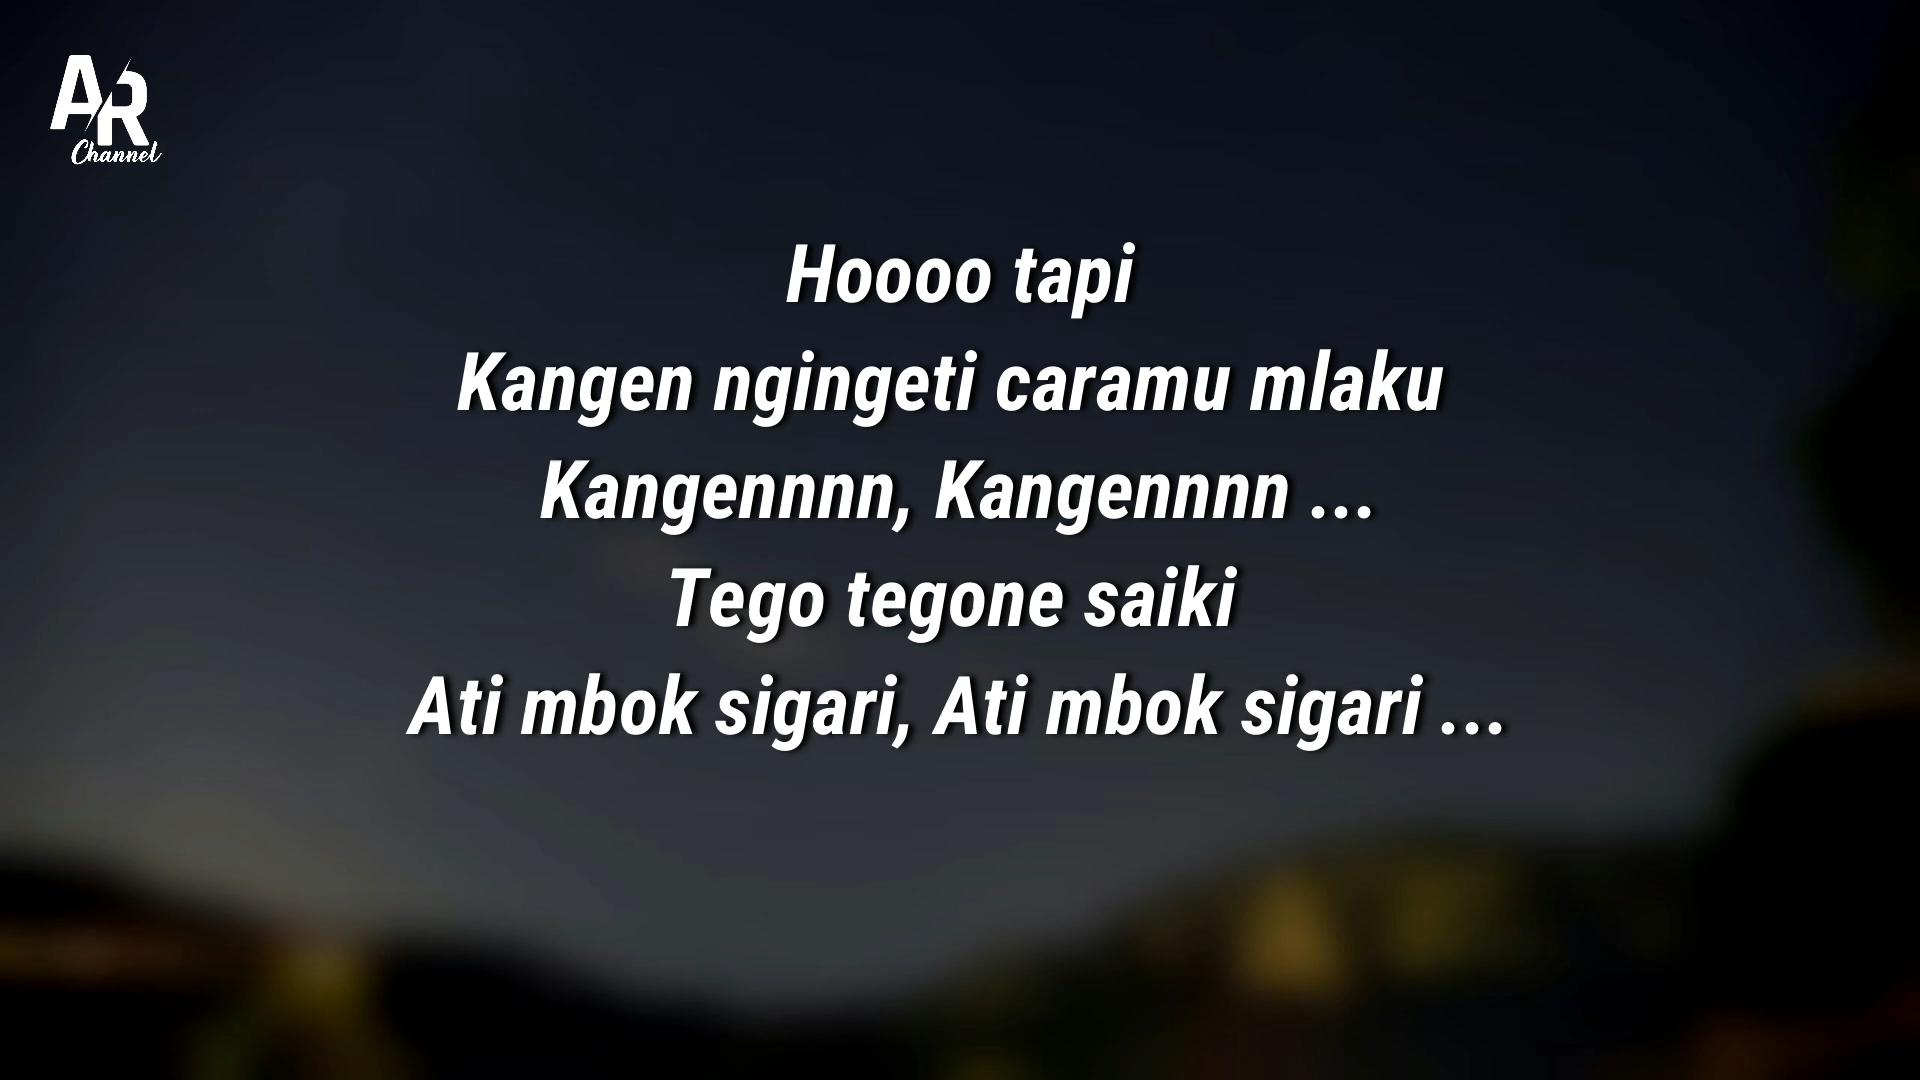 AR
Channel
Hoooo tapi
Kangen ngingeti caramu mlaku
Kangennnn, Kangennnn ...
Tego tegone saiki
Ati mbok sigari, Ati mbok sigari ...